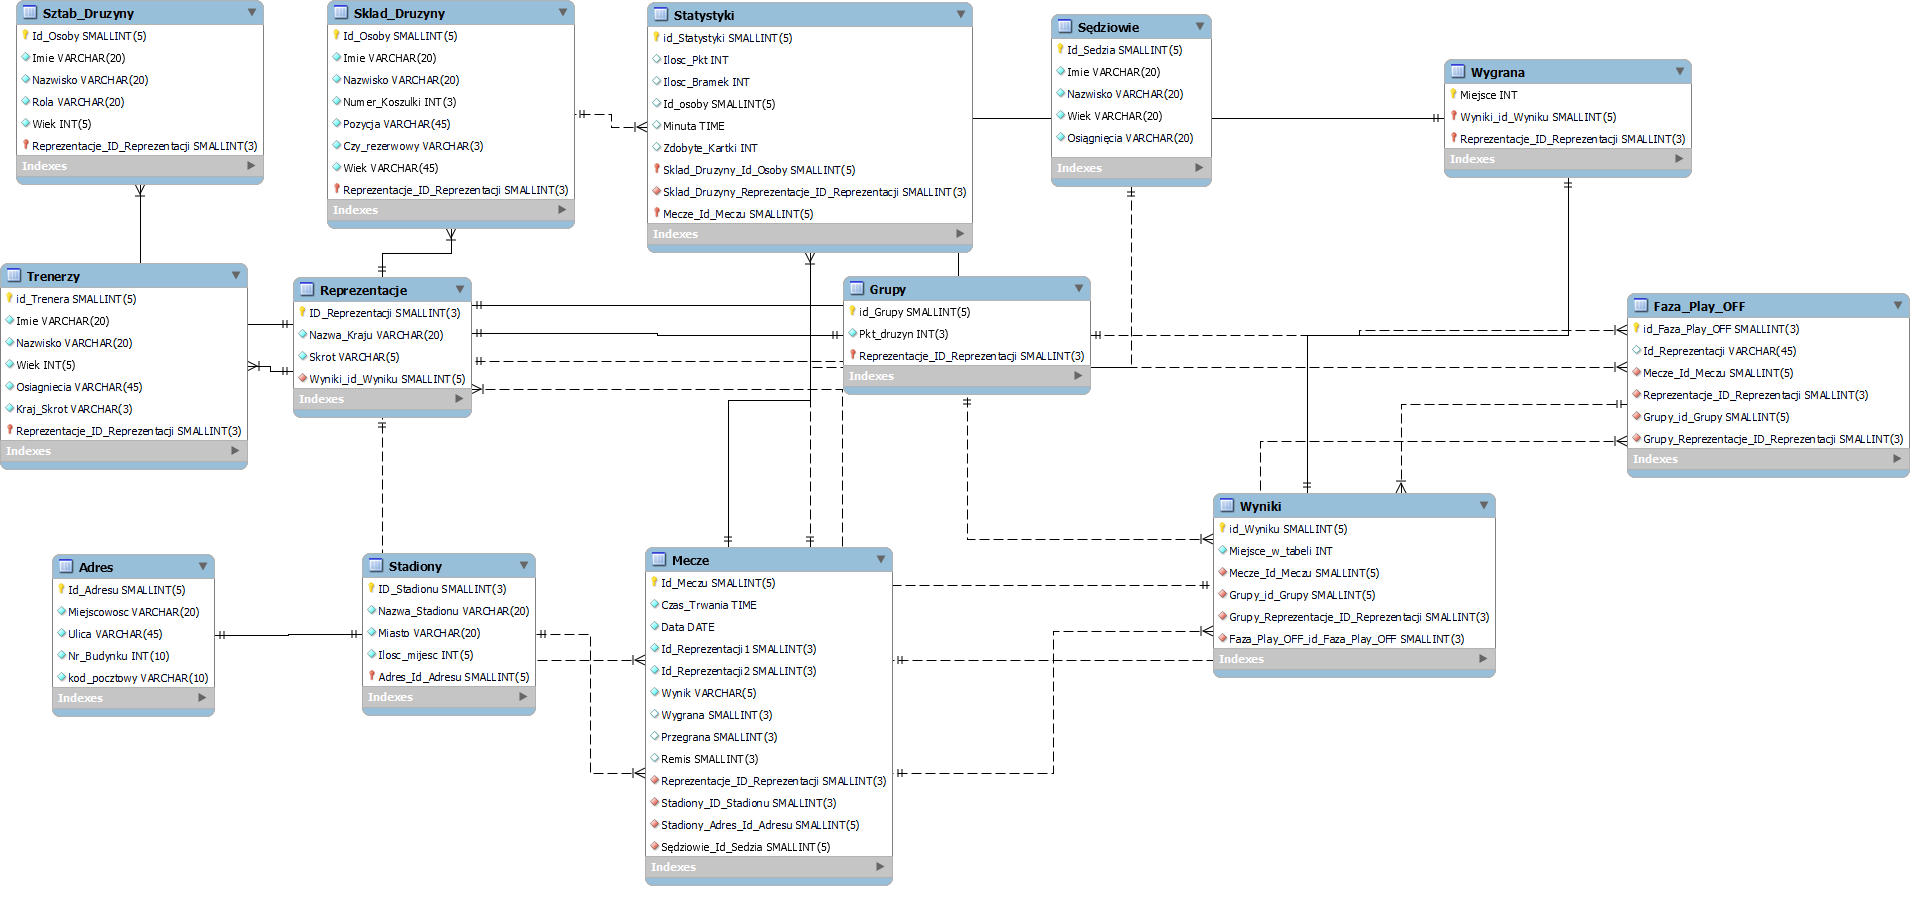 Sztab_Druzyny
Id_Osoby SMALLINT(5)
Imie VARCHAR(20)
Nazwisko VARCHAR(20)
Rola VARCHAR(20)
Wiek INT(5)
Reprezentacje_ID_Reprezentacji SMALLINT(3)
Indexes
Sklad_Druzyny
Id_Osoby SMALLINT(5)
Imie VARCHAR(20)
Nazwisko VARCHAR(20)
Numer_Koszulki INT(3)
Pozycja VARCHAR(45)
Czy_rezerwowy VARCHAR(3)
Wiek VARCHAR(45)
Reprezentacje_ID_Reprezentacji SMALLINT(3)
Indexes
Statystyki
id_Statystyki SMALLINT(5)
Ilosc_Pkt INT
Ilosc_Bramek INT
Id_osoby SMALLINT(5)
Minuta TIME
Zdobyte_Kartki INT
Sklad_Druzyny_Id_Osoby SMALLINT(5)
Sklad_Druzyny_Reprezentacje_ID_Reprezentacji SMALLINT(3)
Mecze_Id_Meczu SMALLINT(5)
Indexes
Sędziowie
Id_Sedzia SMALLINT(5)
Imie VARCHAR(20)
Nazwisko VARCHAR(20)
Wiek VARCHAR(20)
Osiągnięcia VARCHAR(20)
Indexes
Wygrana
Miejsce INT
Wyniki_id_Wyniku SMALLINT(5)
Reprezentacje_ID_Reprezentacji SMALLINT(3)
Indexes
Trenerzy
id_Trenera SMALLINT(5)
Imie VARCHAR(20)
Nazwisko VARCHAR(20)
Wiek INT(5)
Osiagniecia VARCHAR(45)
Kraj_Skrot VARCHAR(3)
Reprezentacje_ID_Reprezentacji SMALLINT(3)
Indexes
Reprezentacje
ID_Reprezentacji SMALLINT(3)
Nazwa_Kraju VARCHAR(20)
Skrot VARCHAR(5)
Wyniki_id_Wyniku SMALLINT(5)
Indexes
Grupy
id_Grupy SMALLINT(5)
Pkt_druzyn INT(3)
Reprezentacje_ID_Reprezentacji SMALLINT(3)
Indexes
Faza_Play_OFF
id_Faza_Play_OFF SMALLINT(3)
Id_Reprezentacji VARCHAR(45)
Mecze_Id_Meczu SMALLINT(5)
Reprezentacje_ID_Reprezentacji SMALLINT(3)
Grupy_id_Grupy SMALLINT(5)
Grupy_Reprezentacje_ID_Reprezentacji SMALLINT(3)
Indexes
Adres
Id_Adresu SMALLINT(5)
Miejscowosc VARCHAR(20)
Ulica VARCHAR(45)
Nr_Budynku INT(10)
kod_pocztowy VARCHAR(10)
Indexes
Stadiony
ID_Stadionu SMALLINT(3)
Nazwa_Stadionu VARCHAR(20)
Miasto VARCHAR(20)
Ilosc_mijesc INT(5)
Adres_Id_Adresu SMALLINT(5)
Indexes
Mecze
Id_Meczu SMALLINT(5)
Czas_Trwania TIME
Data DATE
Id_Reprezentacji1 SMALLINT(3)
Id_Reprezentacji2 SMALLINT(3)
Wynik VARCHAR(5)
Wygrana SMALLINT(3)
Przegrana SMALLINT(3)
Remis SMALLINT(3)
Reprezentacje_ID_Reprezentacji SMALLINT(3)
Stadiony_ID_Stadionu SMALLINT(3)
Stadiony_Adres_Id_Adresu SMALLINT(5)
Sędziowie_Id_Sedzia SMALLINT(5)
Indexes
Wyniki
id_Wyniku SMALLINT(5)
Miejsce_w_tabeli INT
Mecze_Id_Meczu SMALLINT(5)
Grupy_id_Grupy SMALLINT(5)
Grupy_Reprezentacje_ID_Reprezentacji SMALLINT(3)
Faza_Play_OFF_id_Faza_Play_OFF SMALLINT(3)
Indexes